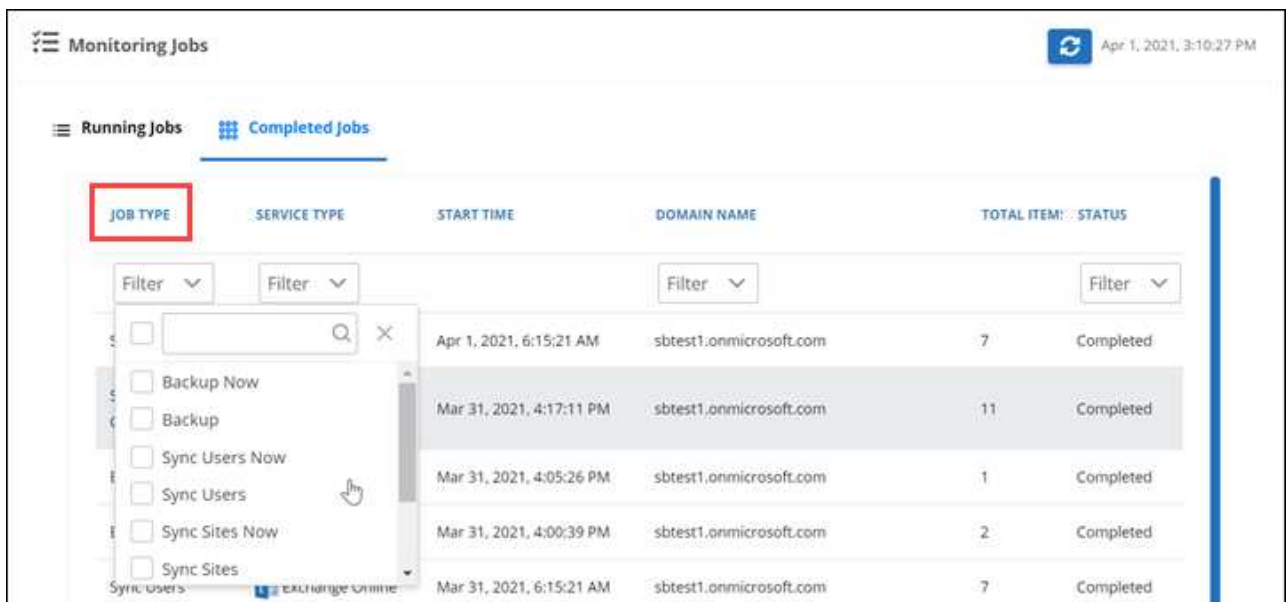 Monitoring Jobs
Apr 1, 2021, 3:10:27 PM
Running Jobs Completed Jobs
JOB TYPE SERVICE TYPE START TIME DOMAIN NAME TOTAL ITEM: STATUS
Filter Filter Filter Filter
Apr 1, 2021, 6:15:21 AM sbtest1.onmicrosoft.com 7 Completed
Backup Now
Mar 31, 2021, 4:17:11 PM sbtest1.onmicrosoft.com 11 Completed
Backup
Sync Users Now
Mar 31, 2021, 4:05:26 PM sbtest1.onmicrosoft.com 1 Completed
Sync Users
Sync Sites Now
Mar 31, 2021, 4:00:39 PM sbtest1.onmicrosoft.com 2 Completed
Sync Sites
Sync Users Exchange Online Mar 31, 2021, 6:15:21 AM sbtest1.onmicrosoft.com 7 Completed